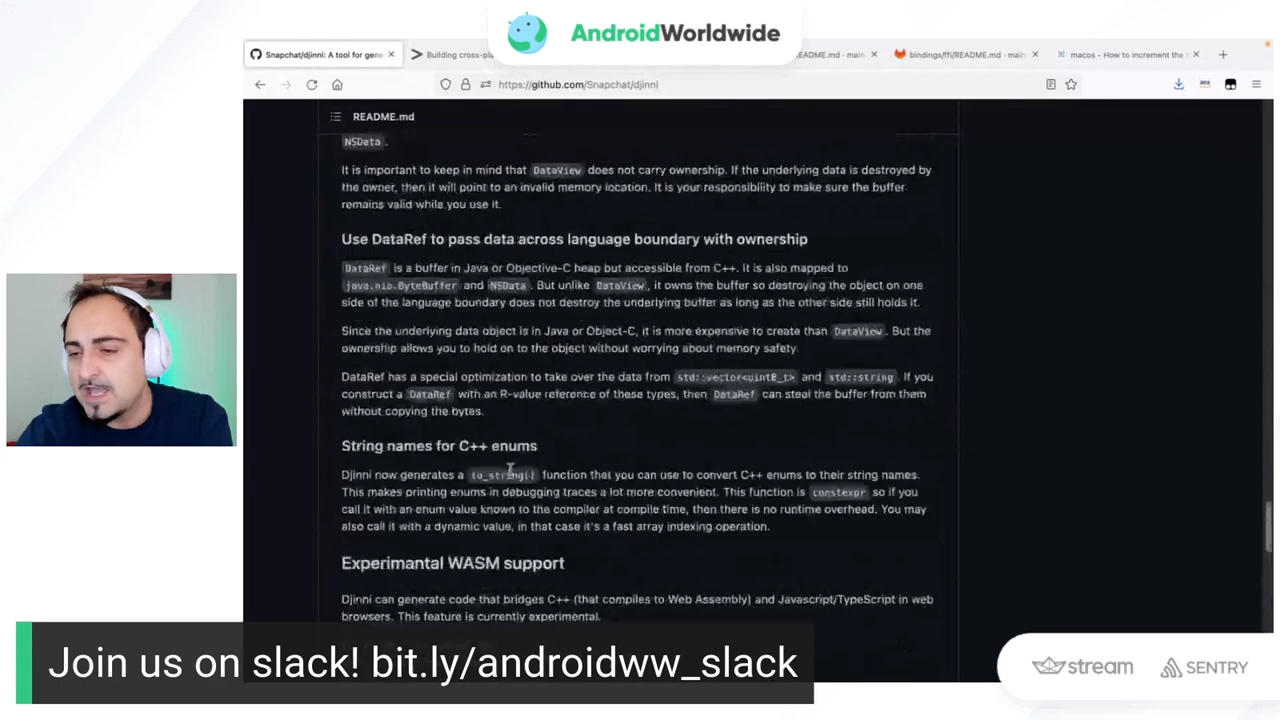 AndroidWorldwide
Snapchat/djinni: A tool for gene
Building cross-pla
README.md - main
bindings/ffi/README.md - main
macos - How to increment the
https://github.com/Snapchat/djinni
README.md
NSData.
It is important to keep in mind that DataView does not carry ownership. If the underlying data is destroyed by
the owner, then it will point to an invalid memory location. It is your responsibility to make sure the buffer
remains valid while you use it.
Use DataRef to pass data across language boundary with ownership
DataRef is a buffer in Java or Objective-C heap but accessible from C++. It is also mapped to
java.nio.ByteBuffer and NSData. But unlike DataView, it owns the buffer so destroying the object on one
side of the language boundary does not destroy the underlying buffer as long as the other side still holds it.
Since the underlying data object is in Java or Object-C, it is more expensive to create than DataView. But the
ownership allows you to hold on to the object without worrying about memory safety.
DataRef has a special optimization to take over the data from std::vector<uint8_t> and std::string. If you
construct a DataRef with an R-value reference of these types, then DataRef can steal the buffer from them
without copying the bytes.
String names for C++ enums
Djinni now generates a to_string() function that you can use to convert C++ enums to their string names.
This makes printing enums in debugging traces a lot more convenient. This function is constexpr so if you
call it with an enum value known to the compiler at compile time, then there is no runtime overhead. You may
also call it with a dynamic value, in that case it's a fast array indexing operation.
Experimantal WASM support
Djinni can generate code that bridges C++ (that compiles to Web Assembly) and Javascript/TypeScript in web
browsers. This feature is currently experimental.
Join us on slack! bit.ly/androidww_slack
stream
SENTRY